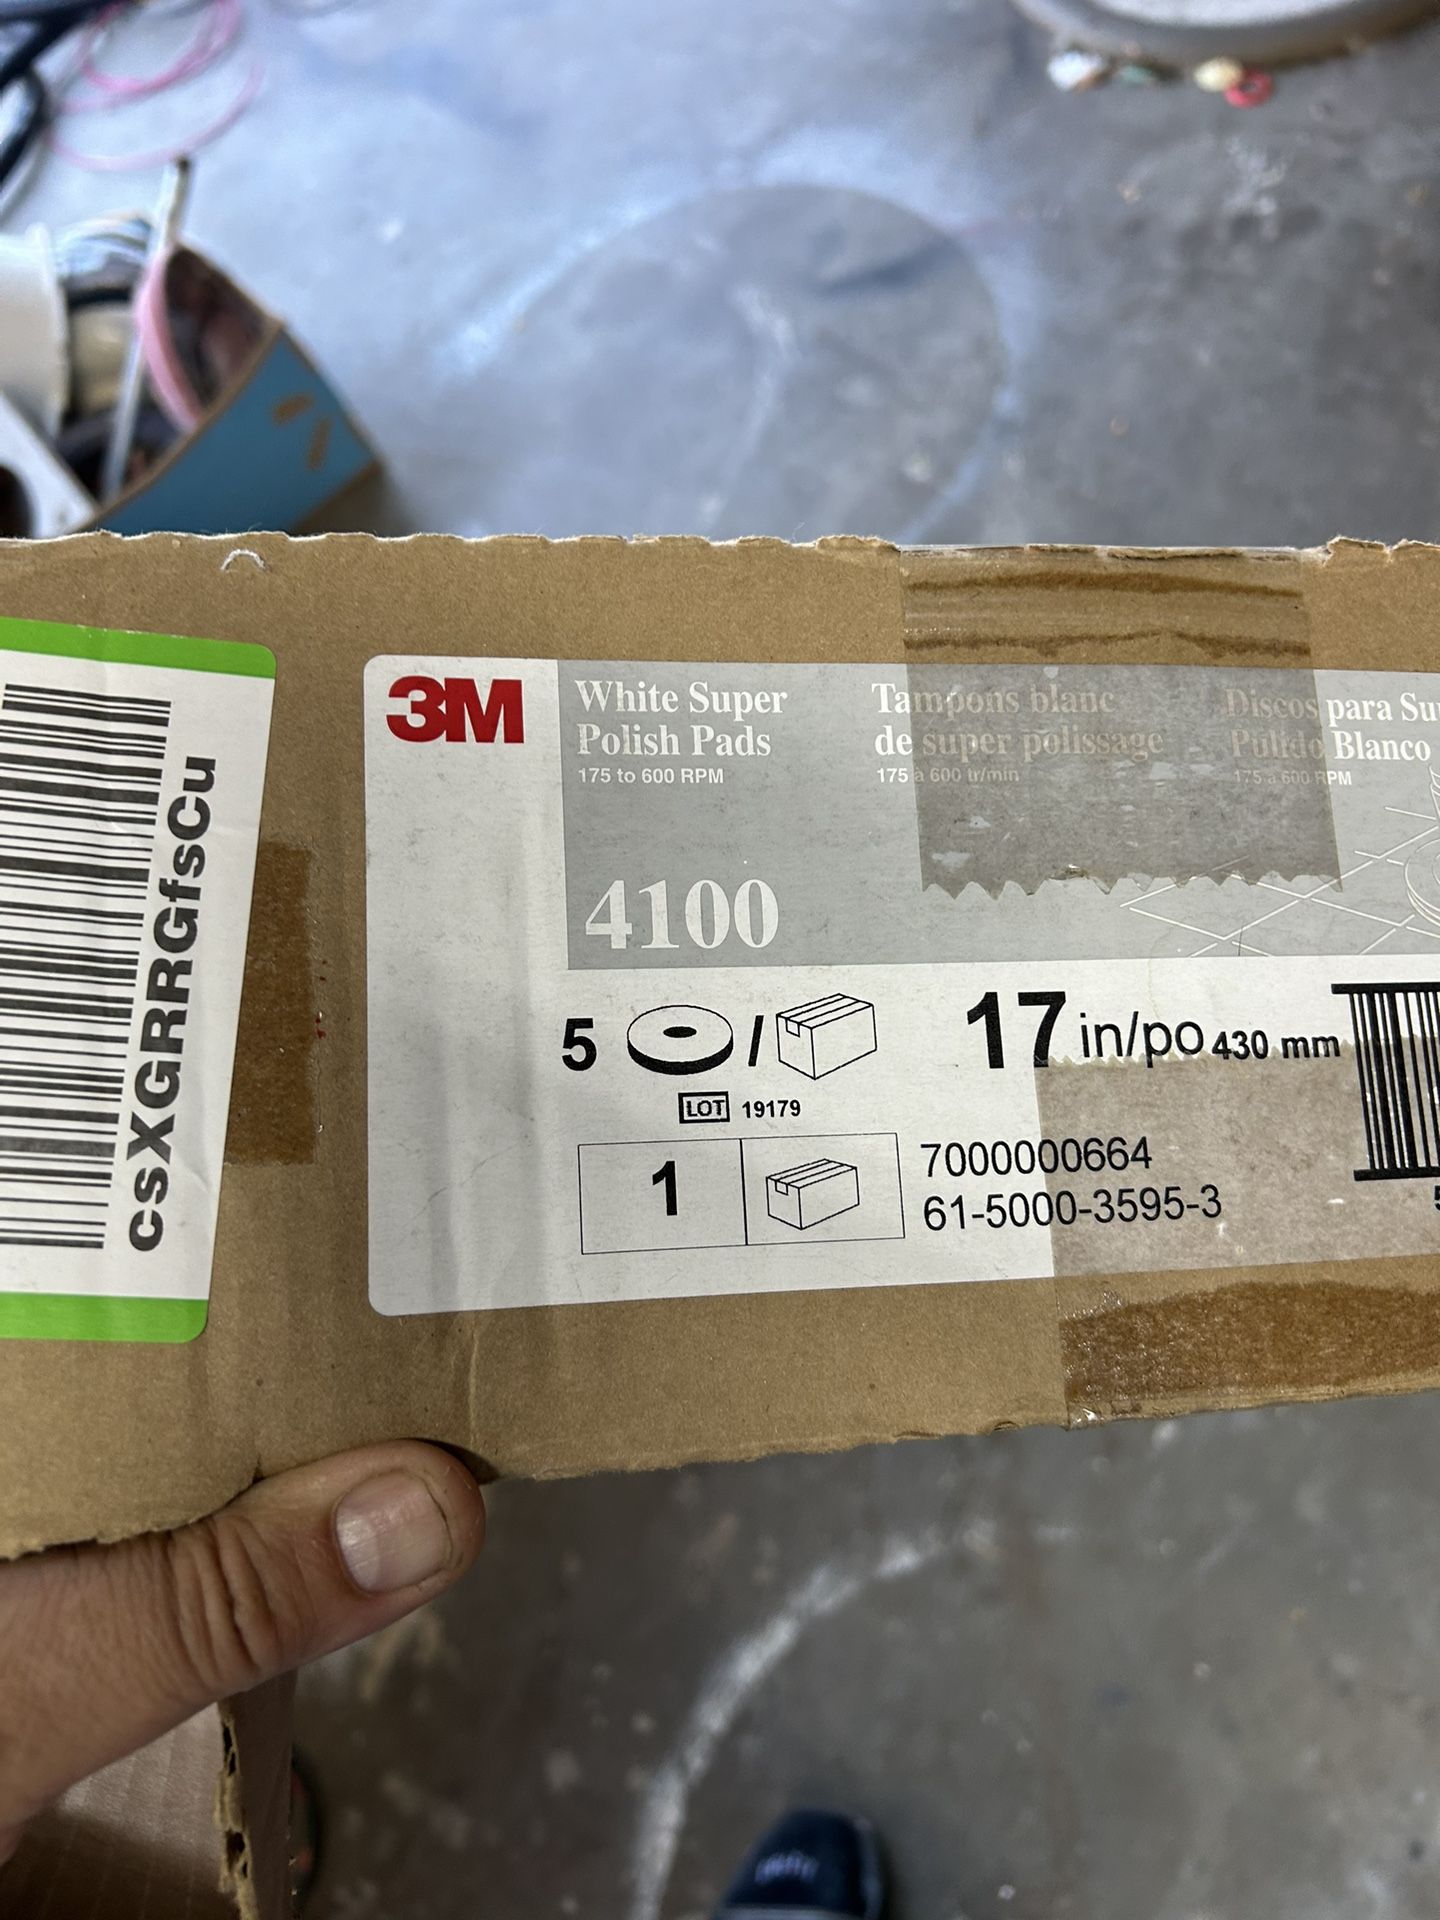 csXGRRGfsCu
3M
White Super
Polish Pads
175 to 600 RPM
Tampons blanc
de super polissage
175 à 600 tr/min
Discos para Su
Pulido Blanco
175 a 600 RPM
4100
5 /
17 in/po 430 mm
LOT 19179
1
7000000664
61-5000-3595-3
5